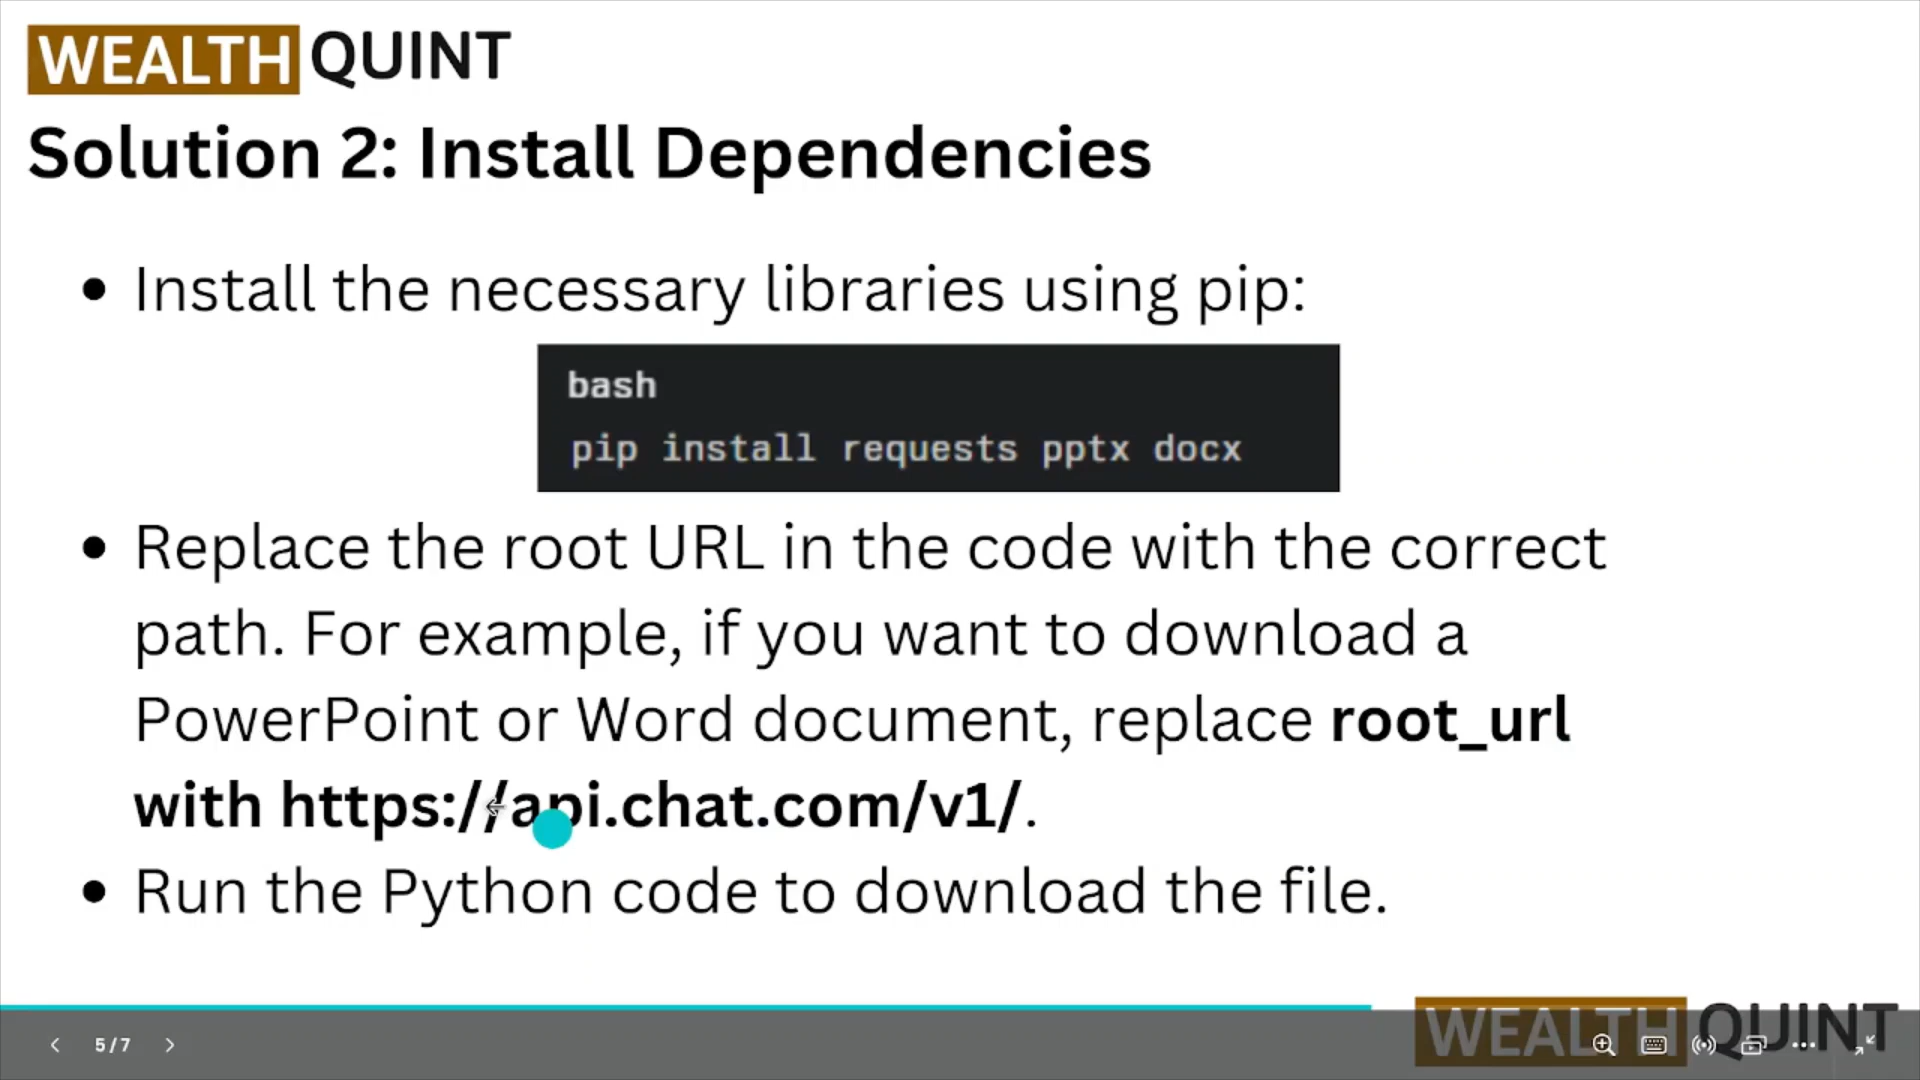 WEALTH QUINT
Solution 2: Install Dependencies
• Install the necessary libraries using pip:
bash
pip install requests pptx docx
• Replace the root URL in the code with the correct
path. For example, if you want to download a
PowerPoint or Word document, replace root_url
with https://api.chat.com/v1/.
• Run the Python code to download the file.
WEALTH QUINT
5/7